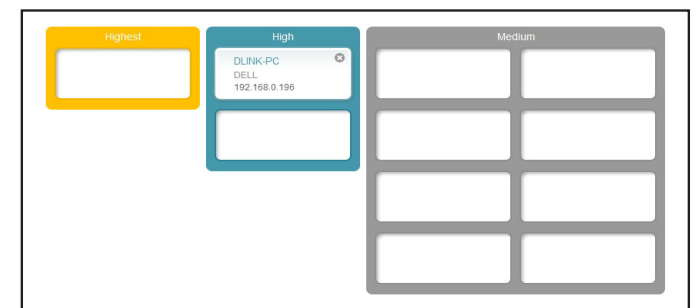 Highest
High
Medium
DLINK-PC
DELL
192.168.0.196